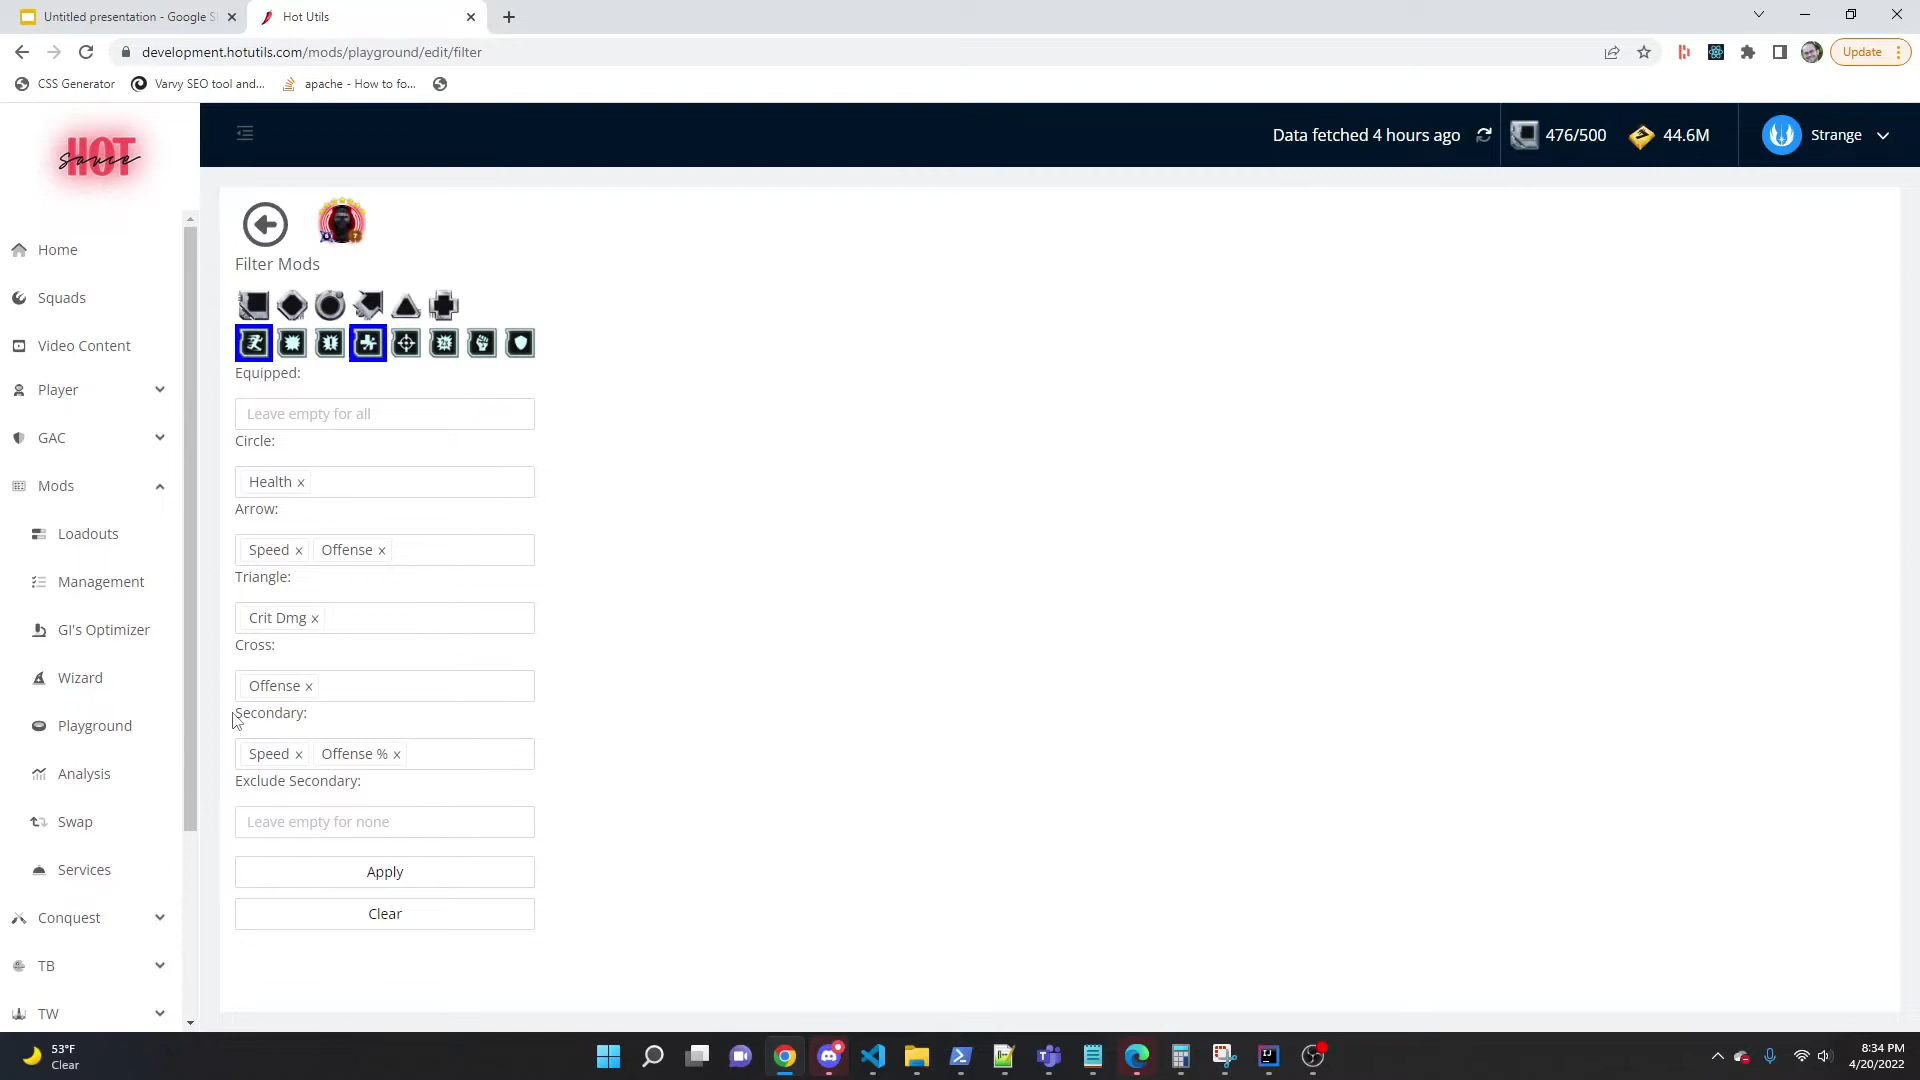 Untitled presentation - Google S
Hot Utils
development.hotutils.com/mods/playground/edit/filter
Update
CSS Generator
Varvy SEO tool and...
apache - How to fo...
HOT
sauce
Data fetched 4 hours ago
476/500
44.6M
Strange
Home
Squads
Video Content
Player
GAC
Mods
Loadouts
Management
GI's Optimizer
Wizard
Playground
Analysis
Swap
Services
Conquest
TB
TW
Filter Mods
Equipped:
Leave empty for all
Circle:
Health x
Arrow:
Speed x Offense x
Triangle:
Crit Dmg x
Cross:
Offense x
Secondary:
Speed x Offense % x
Exclude Secondary:
Leave empty for none
Apply
Clear
53°F
Clear
8:34 PM
4/20/2022